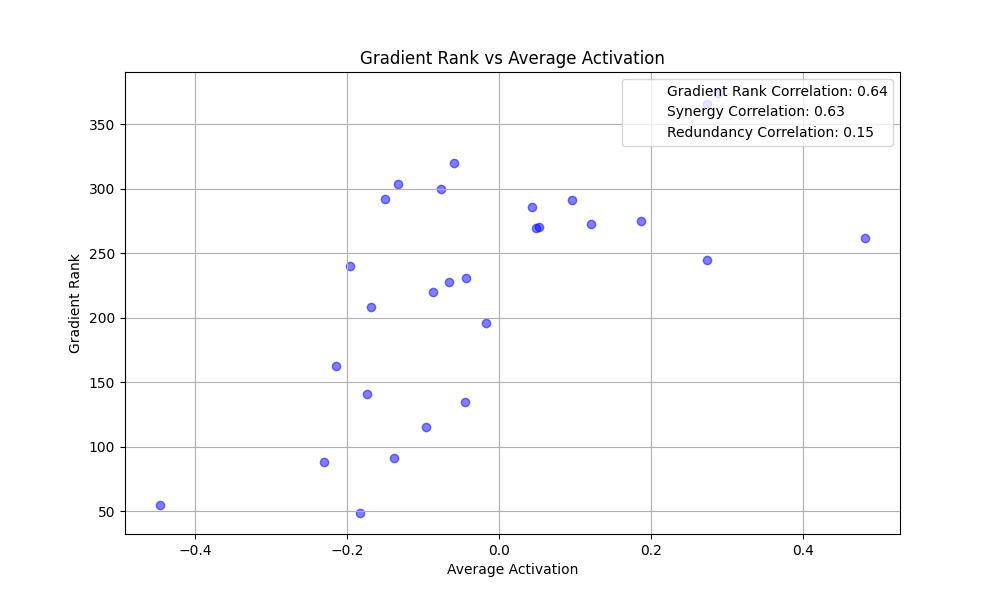 Gradient Rank vs Average Activation
Gradient Rank Correlation: 0.64
Synergy Correlation: 0.63
Redundancy Correlation: 0.15
350
300
250
200
150
100
50
Gradient Rank
−0.4
−0.2
0.0
0.2
0.4
Average Activation